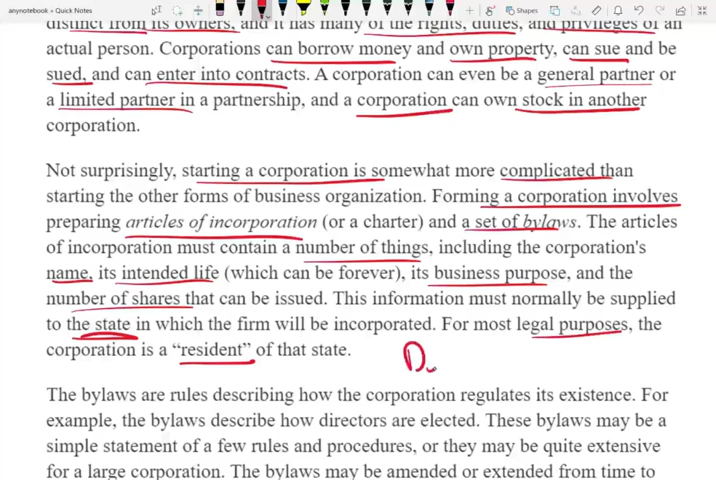 anynotebook - OneDrive
distinct from its owners, and it has many of the rights, duties, and privileges of an
actual person. Corporations can borrow money and own property, can sue and be
sued, and can enter into contracts. A corporation can even be a general partner or
a limited partner in a partnership, and a corporation can own stock in another
corporation.
Not surprisingly, starting a corporation is somewhat more complicated than
starting the other forms of business organization. Forming a corporation involves
preparing articles of incorporation (or a charter) and a set of bylaws. The articles
of incorporation must contain a number of things, including the corporation's
name, its intended life (which can be forever), its business purpose, and the
number of shares that can be issued. This information must normally be supplied
to the state in which the firm will be incorporated. For most legal purposes, the
corporation is a “resident” of that state.
D
The bylaws are rules describing how the corporation regulates its existence. For
example, the bylaws describe how directors are elected. These bylaws may be a
simple statement of a few rules and procedures, or they may be quite extensive
for a large corporation. The bylaws may be amended or extended from time to